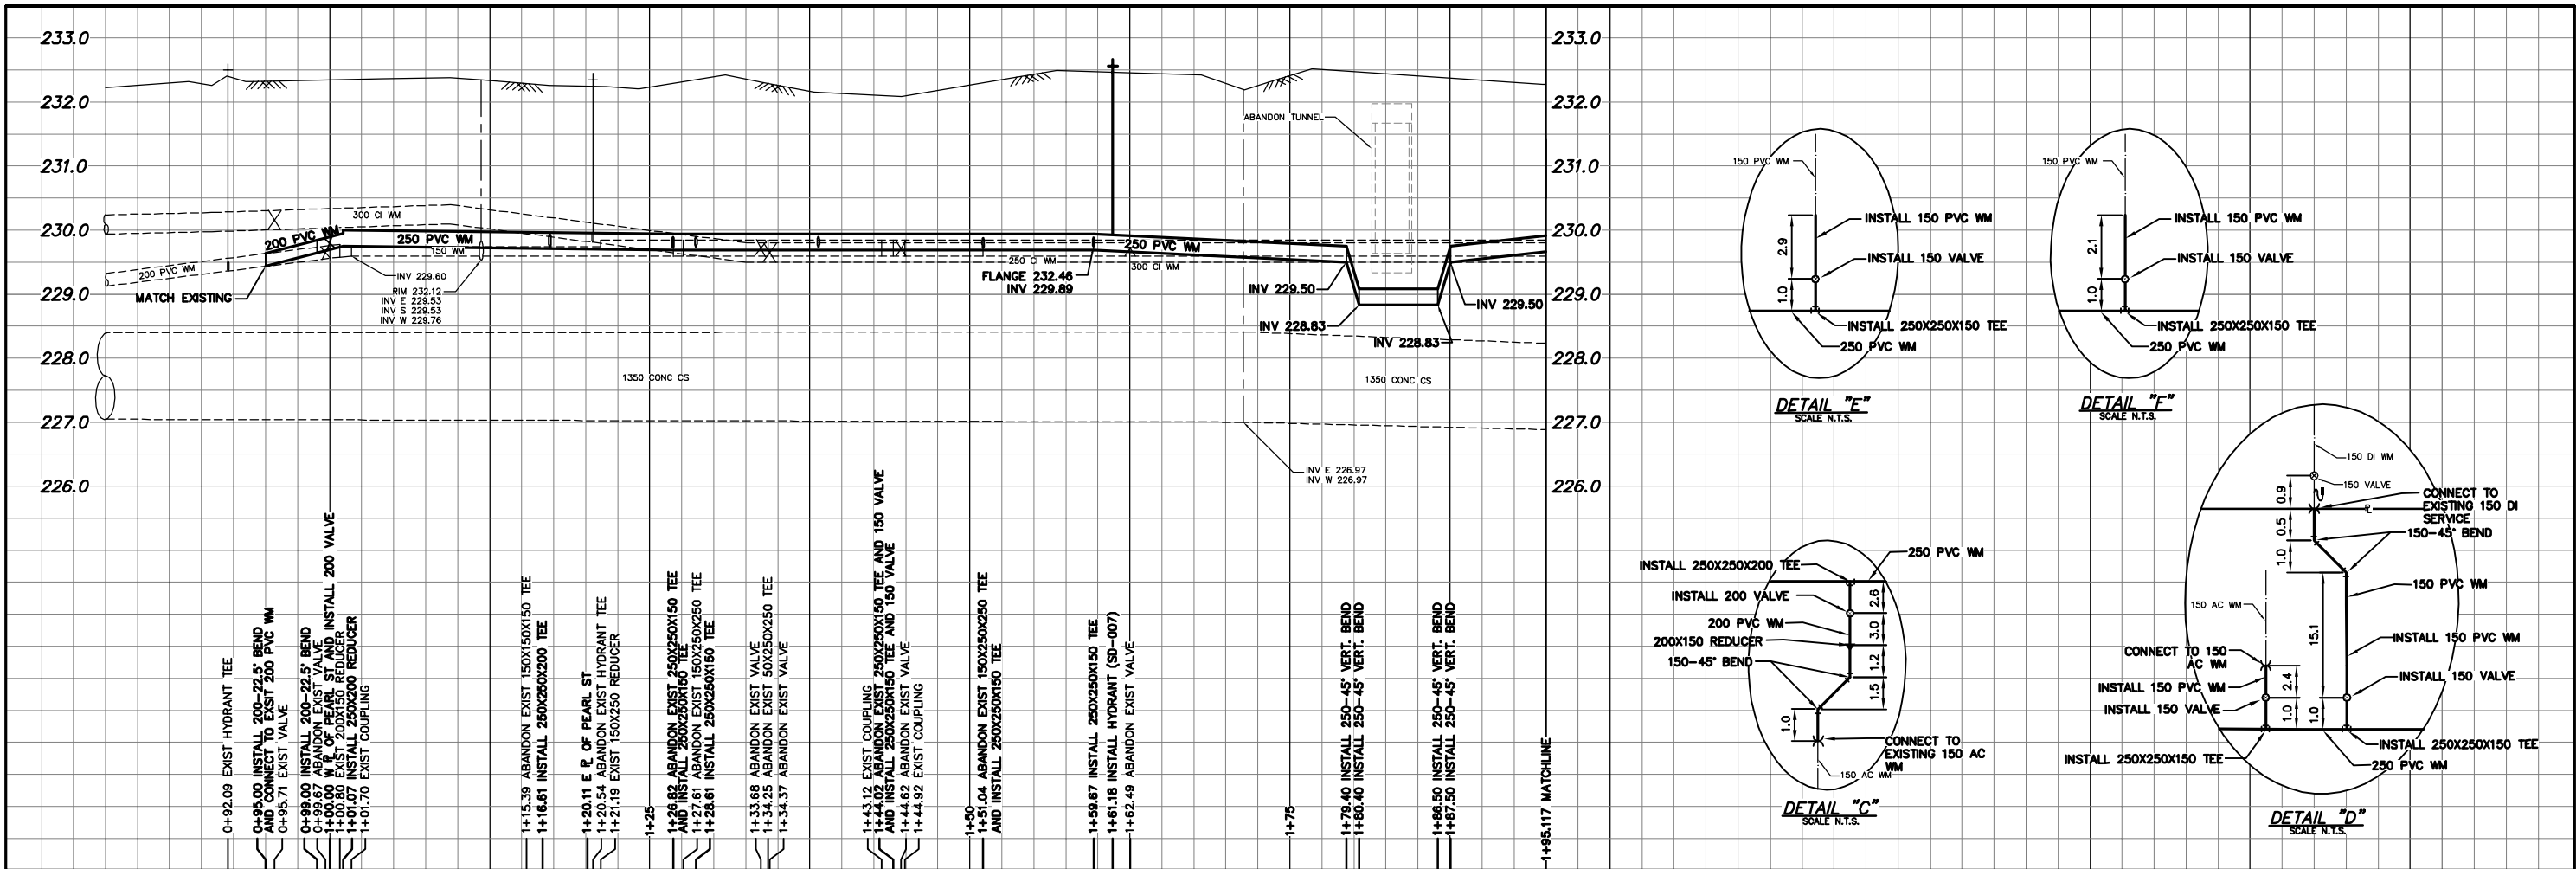 233.0
232.0
231.0
230.0
229.0
228.0
227.0
226.0
233.0
232.0
231.0
230.0
229.0
228.0
227.0
226.0
300 CI WM
200 PVC WM
250 PVC WM
150 WM
200 PVC WM
MATCH EXISTING
INV 229.60
RIM 232.12
INV E 229.53
INV S 229.53
INV W 229.76
1350 CONC CS
250 CI WM
300 CI WM
250 PVC WM
FLANGE 232.46
INV 229.89
ABANDON TUNNEL
INV 229.50
INV 228.83
INV 229.50
INV 228.83
1350 CONC CS
INV E 226.97
INV W 226.97
0+92.09 EXIST HYDRANT TEE
0+95.00 INSTALL 200-22.5° BEND
AND CONNECT TO EXSIT 200 PVC WM
0+95.71 EXIST VALVE
0+99.00 INSTALL 200-22.5° BEND
0+99.67 ABANDON EXIST VALVE
1+00.00 W PL OF PEARL ST AND INSTALL 200 VALVE
1+00.80 EXIST 200X150 REDUCER
1+01.07 INSTALL 250X200 REDUCER
1+01.70 EXIST COUPLING
1+15.39 ABANDON EXIST 150X150X150 TEE
1+16.61 INSTALL 250X250X200 TEE
1+20.11 E PL OF PEARL ST
1+20.54 ABANDON EXIST HYDRANT TEE
1+21.19 EXIST 150X250 REDUCER
1+25
1+26.82 ABANDON EXIST 250X250X150 TEE
AND INSTALL 250X250X150 TEE
1+27.61 ABANDON EXIST 150X250X250 TEE
1+28.61 INSTALL 250X250X150 TEE
1+33.68 ABANDON EXIST VALVE
1+34.25 ABANDON EXIST 50X250X250 TEE
1+34.37 ABANDON EXIST VALVE
1+43.12 EXIST COUPLING
1+44.02 ABANDON EXIST 250X250X150 TEE AND 150 VALVE
AND INSTALL 250X250X150 TEE AND 150 VALVE
1+44.62 ABANDON EXIST VALVE
1+44.92 EXIST COUPLING
1+50
1+51.04 ABANDON EXIST 150X250X250 TEE
AND INSTALL 250X250X150 TEE
1+59.67 INSTALL 250X250X150 TEE
1+61.18 INSTALL HYDRANT (SD-007)
1+62.49 ABANDON EXIST VALVE
1+75
1+79.40 INSTALL 250-45° VERT. BEND
1+80.40 INSTALL 250-45° VERT. BEND
1+86.50 INSTALL 250-45° VERT. BEND
1+87.50 INSTALL 250-45° VERT. BEND
1+95.117 MATCHLINE
150 PVC WM
INSTALL 150 PVC WM
2.9
INSTALL 150 VALVE
1.0
INSTALL 250X250X150 TEE
250 PVC WM
DETAIL "E"
SCALE N.T.S.
150 PVC WM
INSTALL 150 PVC WM
2.1
INSTALL 150 VALVE
1.0
INSTALL 250X250X150 TEE
250 PVC WM
DETAIL "F"
SCALE N.T.S.
250 PVC WM
INSTALL 250X250X200 TEE
2.6
INSTALL 200 VALVE
200 PVC WM
3.0
200X150 REDUCER
1.2
150-45° BEND
1.5
1.0
CONNECT TO
EXISTING 150 AC
WM
150 AC WM
DETAIL "C"
SCALE N.T.S.
150 DI WM
150 VALVE
0.9
CONNECT TO
EXISTING 150 DI
SERVICE
PL
0.5
150-45° BEND
1.0
150 PVC WM
150 AC WM
15.1
INSTALL 150 PVC WM
CONNECT TO 150
AC WM
2.4
INSTALL 150 VALVE
INSTALL 150 PVC WM
INSTALL 150 VALVE
1.0
1.0
INSTALL 250X250X150 TEE
INSTALL 250X250X150 TEE
250 PVC WM
DETAIL "D"
SCALE N.T.S.